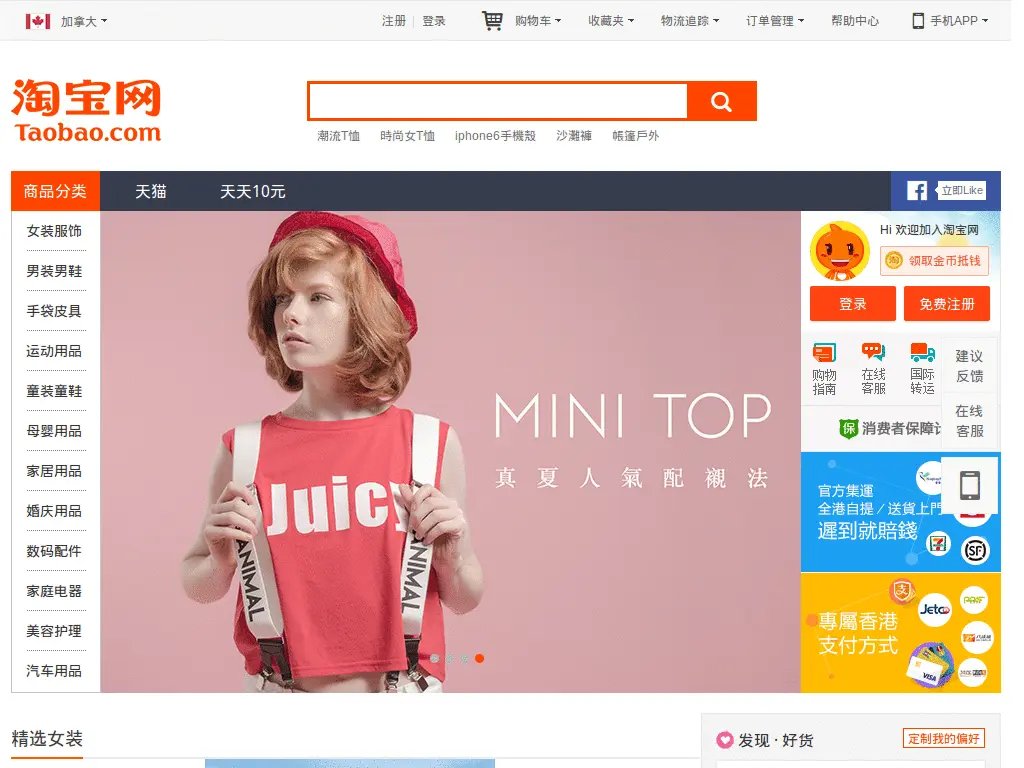 加拿大
注册 登录 购物车 收藏夹 物流追踪 订单管理 帮助中心 手机APP
淘宝网
Taobao.com
潮流T恤 時尚女T恤 iphone6手機殼 沙灘褲 帳篷戶外
商品分类 天猫 天天10元
立即Like
女装服饰
男装男鞋
手袋皮具
运动用品
童装童鞋
母婴用品
家居用品
婚庆用品
数码配件
家庭电器
美容护理
汽车用品
MINI TOP
真夏人氣配襯法
Juicy
ANIMAL
ANIMAL
Hi 欢迎加入淘宝网
淘 领取金币抵钱
登录 免费注册
购物指南
在线客服
国际转运
建议反馈
在线客服
保 消费者保障
官方集運
全港自提/送貨上門
遲到就賠錢
SF
專屬香港
支付方式
支
Jetco
VISA
精选女装
发现·好货
定制我的偏好